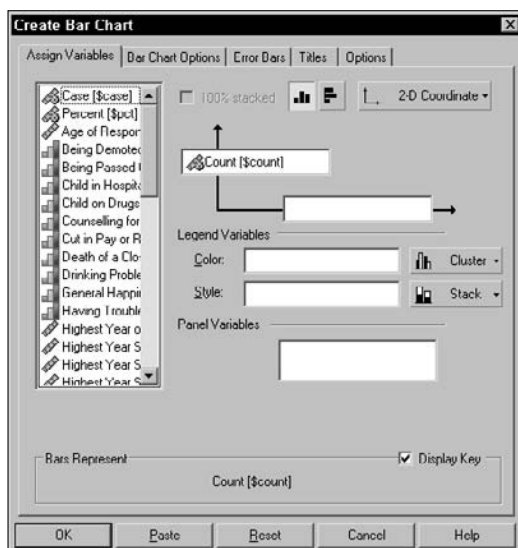 Create Bar Chart
Assign Variables
Bar Chart Options
Error Bars
Titles
Options
Case [$case]
Percent [$pct]
Age of Respor
Being Demoted
Being Passed
Child in Hospita
Child on Drugs
Counselling for
Cut in Pay or R
Death of a Clo
Drinking Proble
General Happi
Having Trouble
Highest Year o
Highest Year S
Highest Year S
Highest Year S
100% stacked
2-D Coordinate
Count [$count]
Legend Variables
Color:
Cluster
Style:
Stack
Panel Variables
Bars Represent
Display Key
Count [$count]
OK
Paste
Reset
Cancel
Help